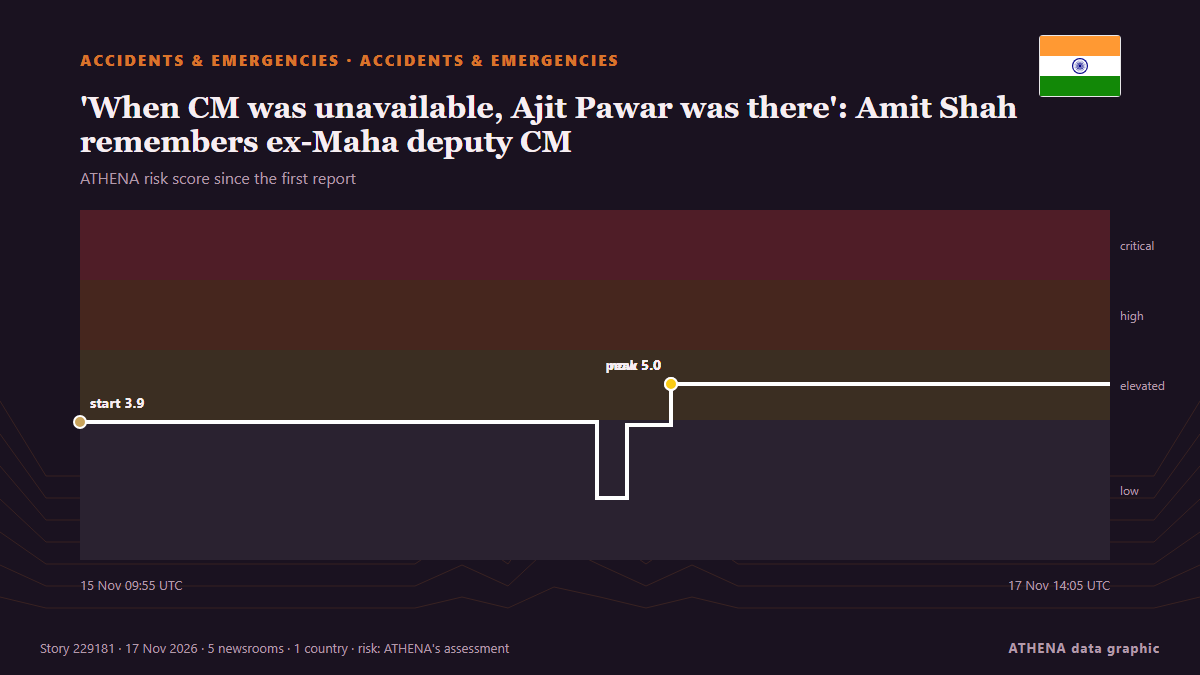 ACCIDENTS & EMERGENCIES · ACCIDENTS & EMERGENCIES
'When CM was unavailable, Ajit Pawar was there': Amit Shah
remembers ex-Maha deputy CM
ATHENA risk score since the first report
critical
high
peak 5.0
elevated
start 3.9
low
15 Nov 09:55 UTC
17 Nov 14:05 UTC
Story 229181 · 17 Nov 2026 · 5 newsrooms · 1 country · risk: ATHENA's assessment
ATHENA data graphic